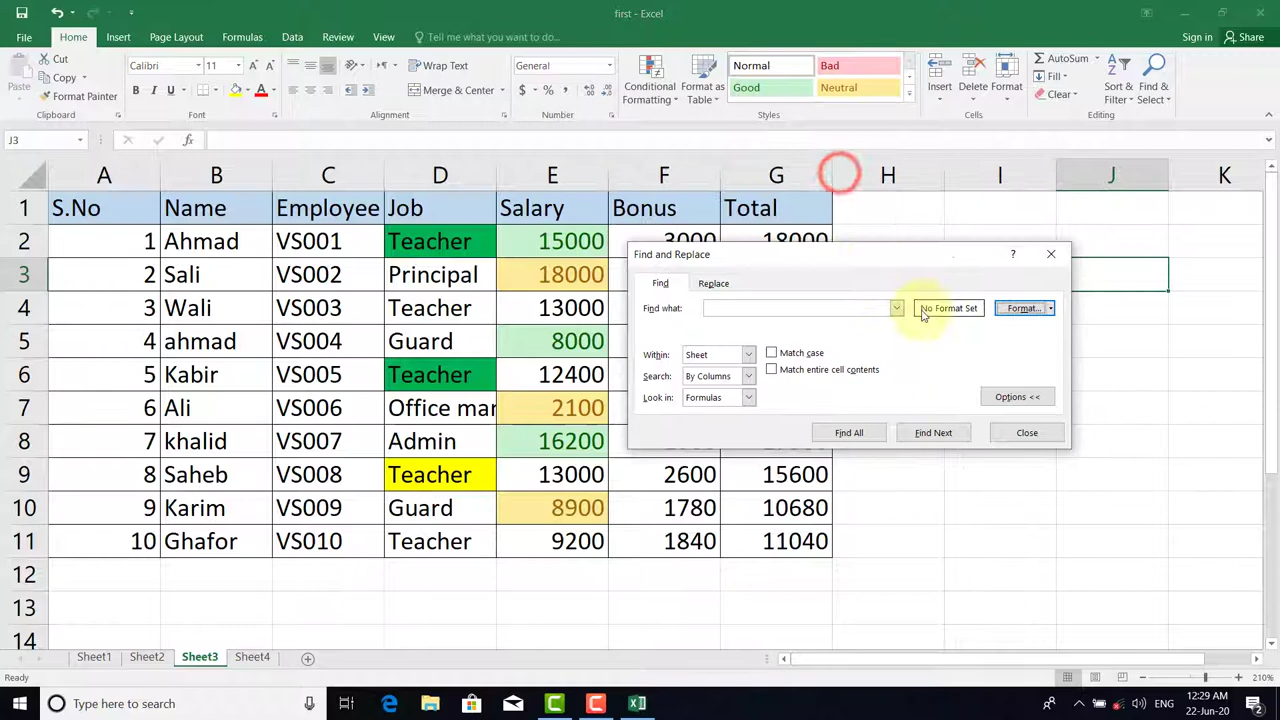 first - Excel
Sign in Share
File Home Insert Page Layout Formulas Data Review View Tell me what you want to do...
Paste Cut Copy Format Painter
Clipboard
Calibri 11
B I U
Font
Wrap Text
Merge & Center
Alignment
General
$ % ,
Number
Conditional Formatting
Format as Table
Normal Bad
Good Neutral
Styles
Insert Delete Format
Cells
AutoSum Fill Clear
Sort & Filter
Find & Select
Editing
J3 fx
A B C D E F G H I J K
1 S.No Name Employee Job Salary Bonus Total
2 1 Ahmad VS001 Teacher 15000 3000 18000
3 2 Sali VS002 Principal 18000
4 3 Wali VS003 Teacher 13000
5 4 ahmad VS004 Guard 8000
6 5 Kabir VS005 Teacher 12400
7 6 Ali VS006 Office mar 2100
8 7 khalid VS007 Admin 16200
9 8 Saheb VS008 Teacher 13000 2600 15600
10 9 Karim VS009 Guard 8900 1780 10680
11 10 Ghafor VS010 Teacher 9200 1840 11040
12
13
14
Find and Replace ?
Find Replace
Find what: No Format Set Format...
Within: Sheet Match case
Search: By Columns Match entire cell contents
Look in: Formulas
Options <<
Find All Find Next Close
Sheet1 Sheet2 Sheet3 Sheet4
Ready 210%
Type here to search
12:29 AM
22-Jun-20
2